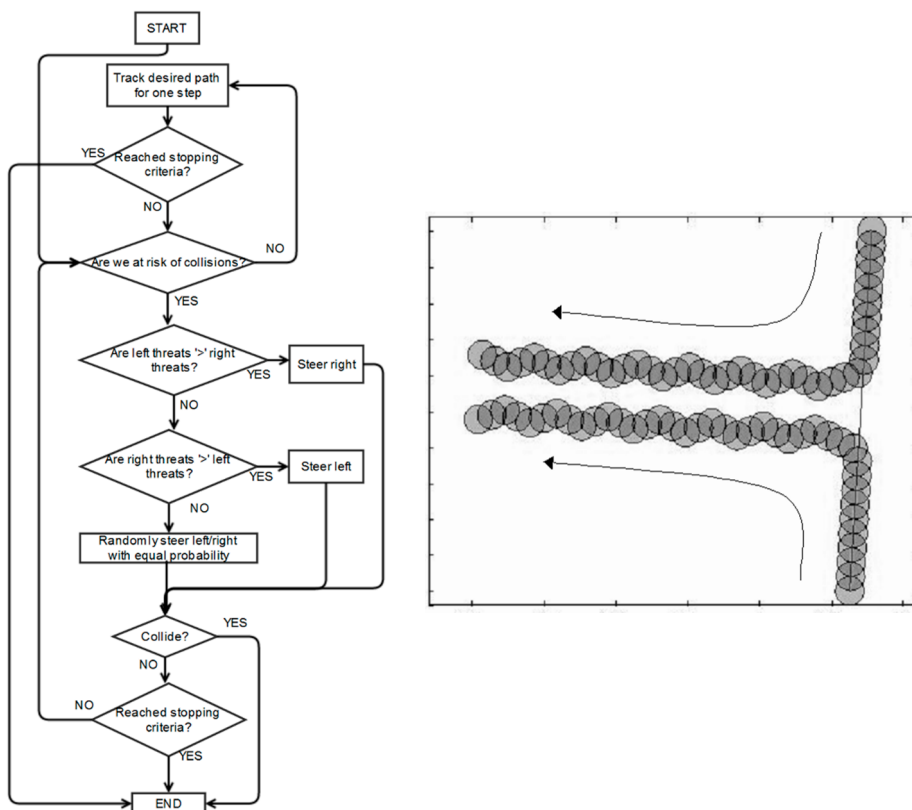 START
Track desired path
for one step
YES
Reached stopping
criteria?
NO
Are we at risk of collisions?
NO
YES
Are left threats '>' right
threats?
YES
Steer right
NO
Are right threats '>' left
threats?
YES
Steer left
NO
Randomly steer left/right
with equal probability
Collide?
YES
NO
NO
Reached stopping
criteria?
YES
END